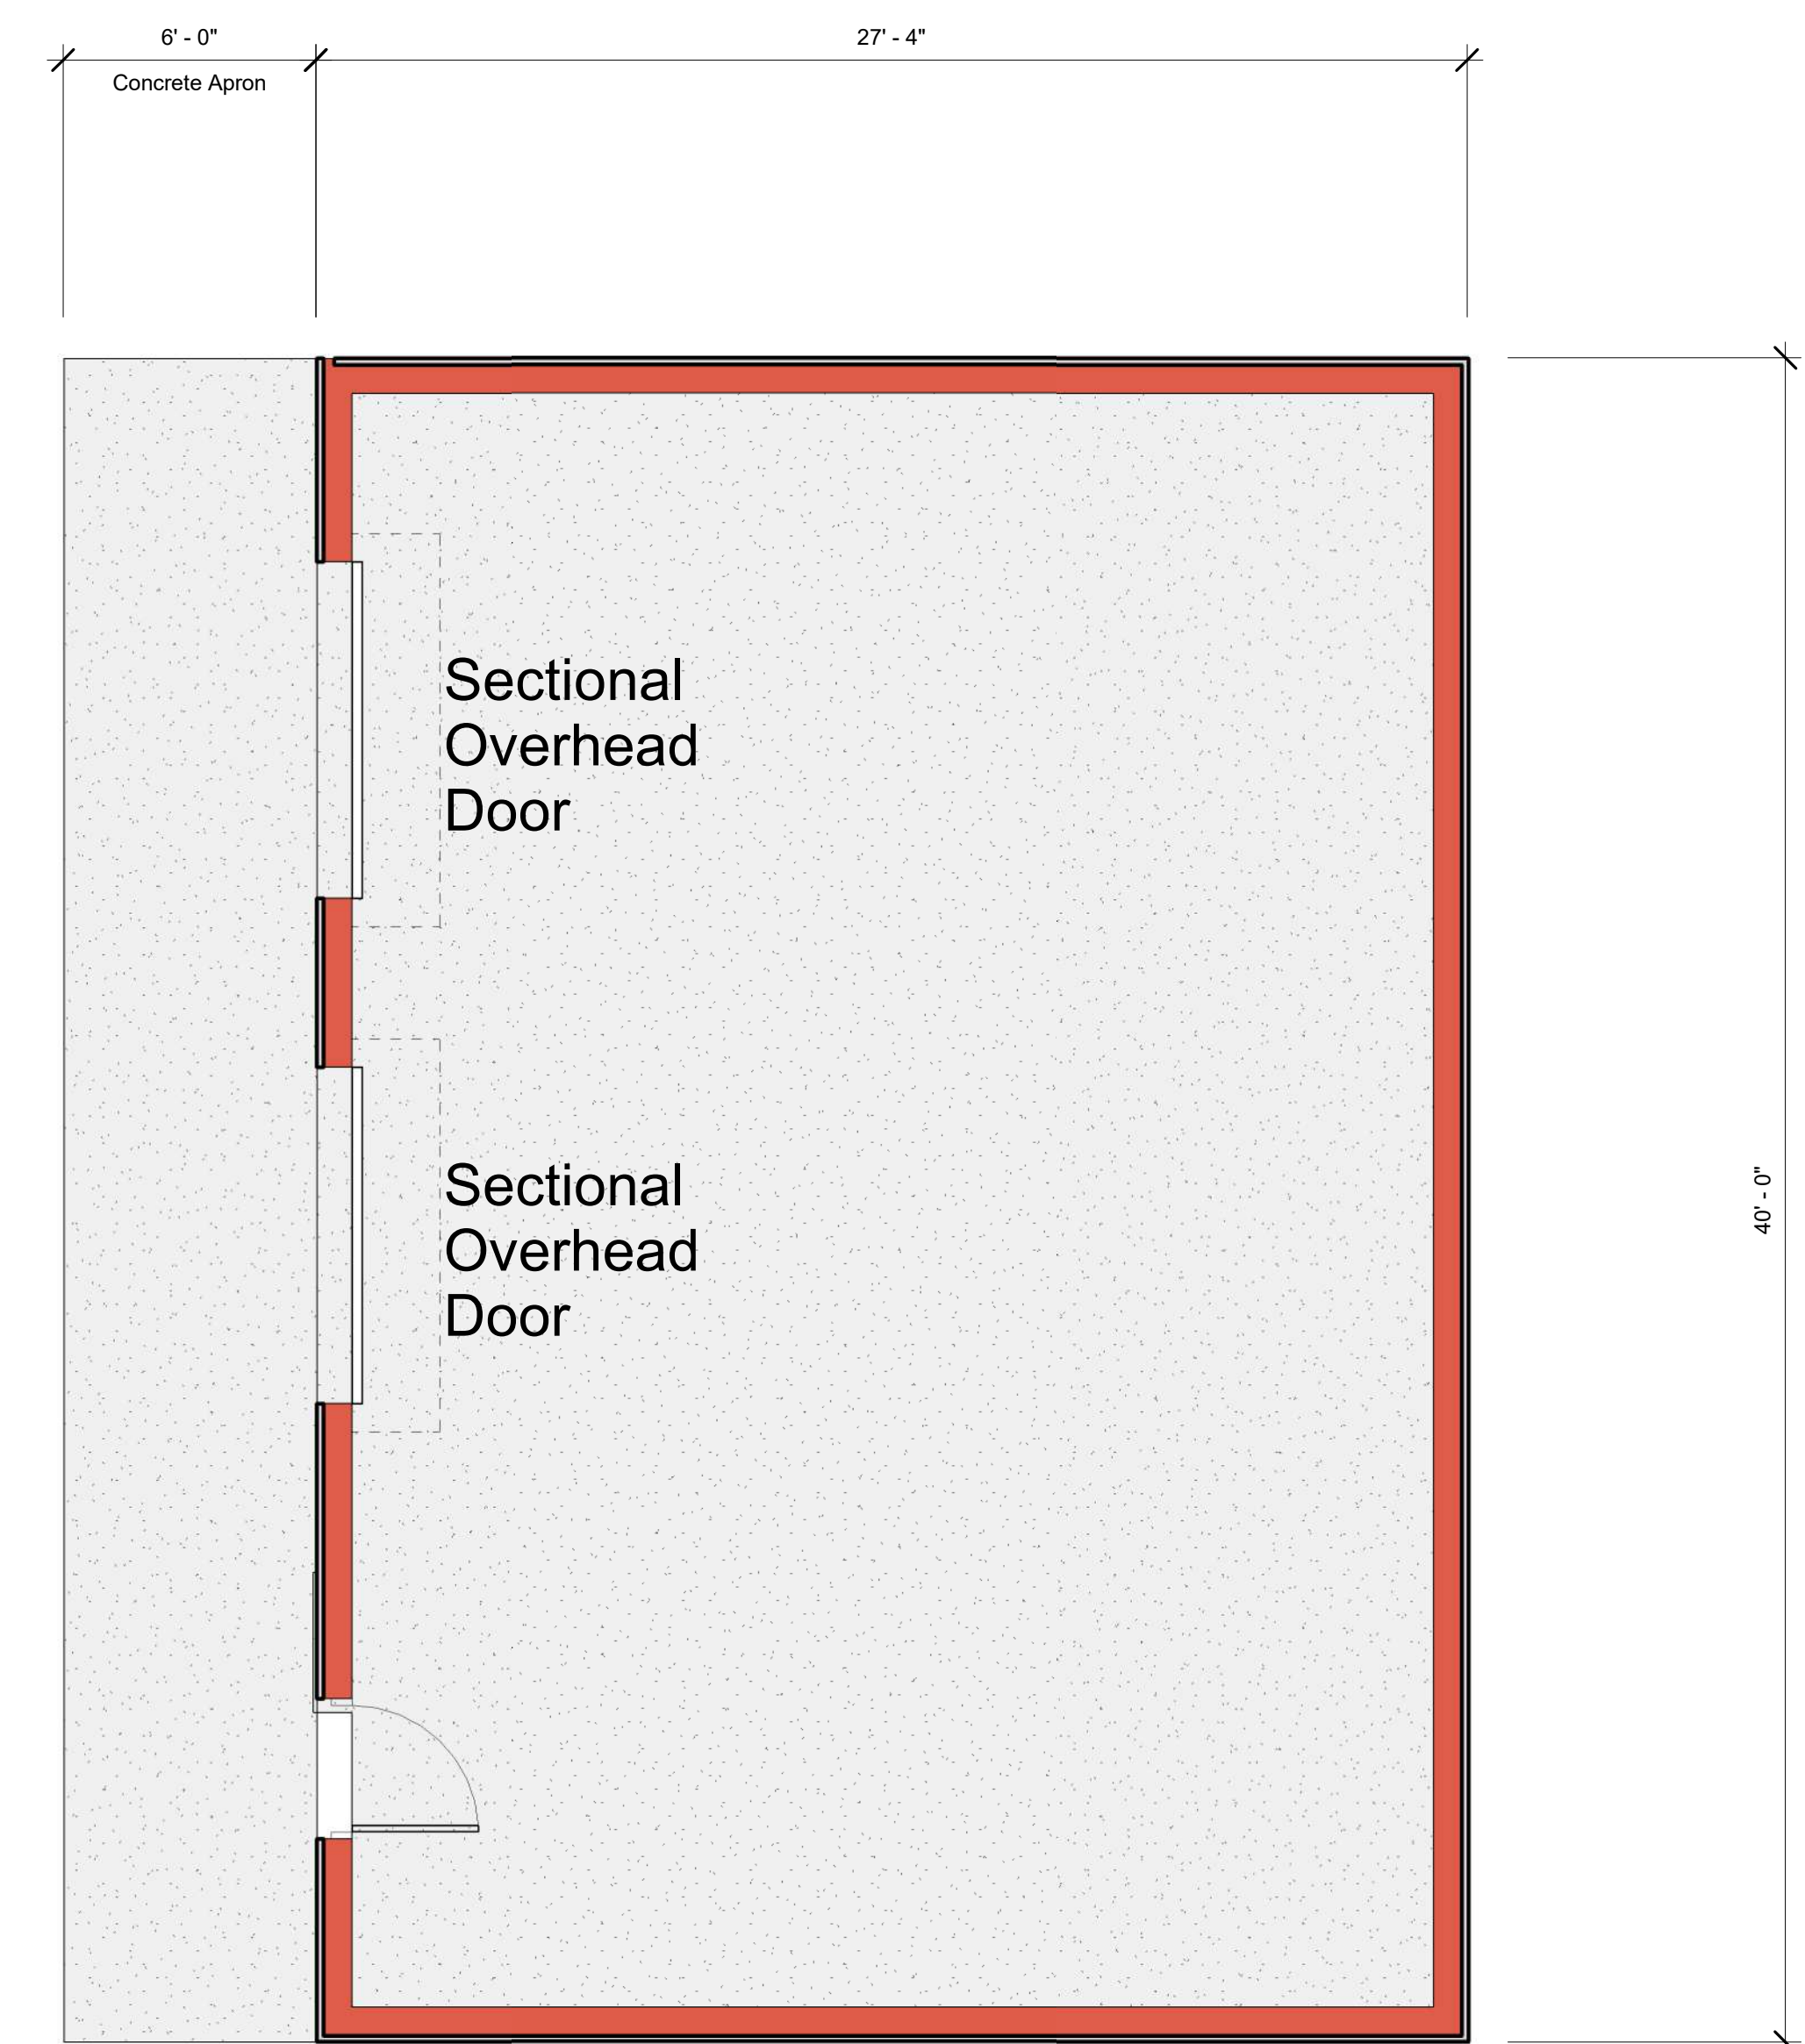 6' - 0"
27' - 4"
Concrete Apron
Sectional
Overhead
Door
40' - 0"
Sectional
Overhead
Door